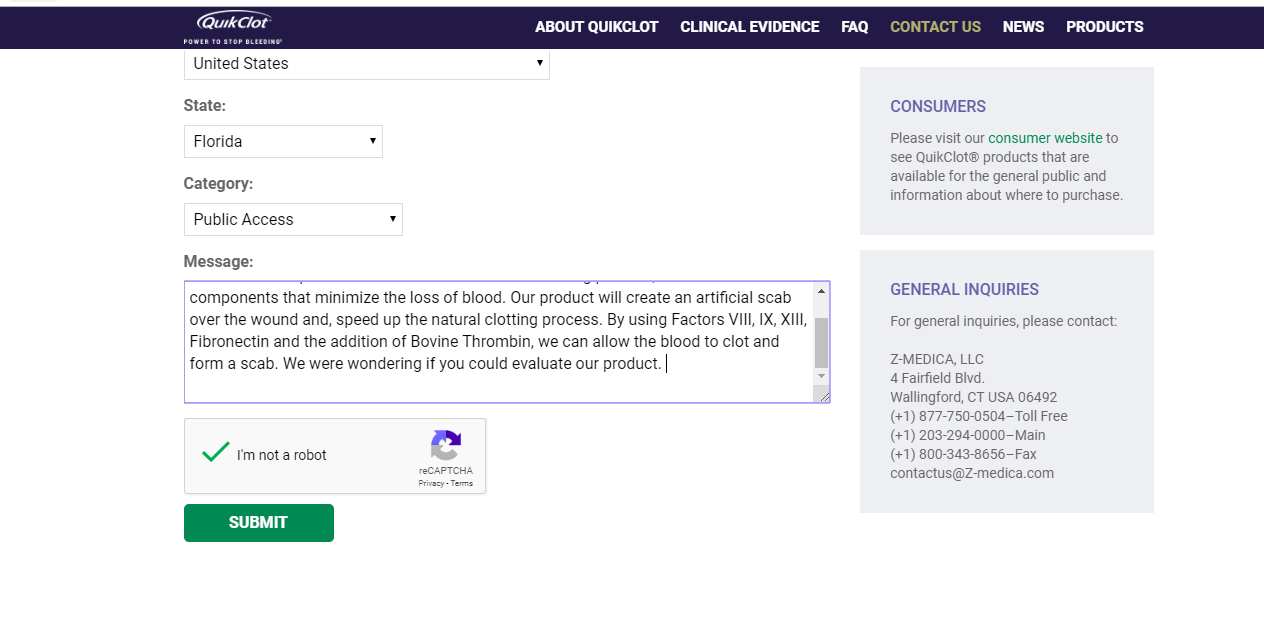 QuikClot
POWER TO STOP BLEEDING®
ABOUT QUIKCLOT CLINICAL EVIDENCE FAQ CONTACT US NEWS PRODUCTS
United States
State:
Florida
Category:
Public Access
Message:
components that minimize the loss of blood. Our product will create an artificial scab
over the wound and, speed up the natural clotting process. By using Factors VIII, IX, XIII,
Fibronectin and the addition of Bovine Thrombin, we can allow the blood to clot and
form a scab. We were wondering if you could evaluate our product.
I'm not a robot
reCAPTCHA
Privacy - Terms
SUBMIT
CONSUMERS
Please visit our consumer website to
see QuikClot® products that are
available for the general public and
information about where to purchase.
GENERAL INQUIRIES
For general inquiries, please contact:
Z-MEDICA, LLC
4 Fairfield Blvd.
Wallingford, CT USA 06492
(+1) 877-750-0504–Toll Free
(+1) 203-294-0000–Main
(+1) 800-343-8656–Fax
contactus@Z-medica.com